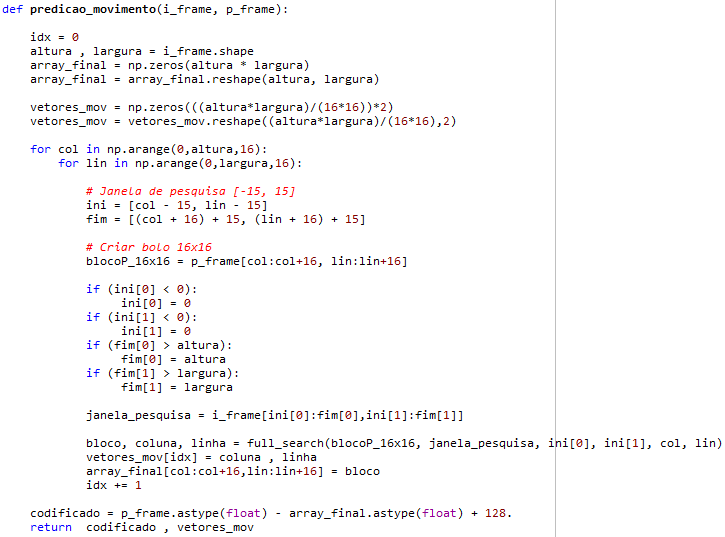 def predicao_movimento(i_frame, p_frame):
idx = 0
altura , largura = i_frame.shape
array_final = np.zeros(altura * largura)
array_final = array_final.reshape(altura, largura)
vetores_mov = np.zeros(((altura*largura)/(16*16))*2)
vetores_mov = vetores_mov.reshape((altura*largura)/(16*16),2)
for col in np.arange(0,altura,16):
for lin in np.arange(0,largura,16):
# Janela de pesquisa [-15, 15]
ini = [col - 15, lin - 15]
fim = [(col + 16) + 15, (lin + 16) + 15]
# Criar bolo 16x16
blocoP_16x16 = p_frame[col:col+16, lin:lin+16]
if (ini[0] < 0):
ini[0] = 0
if (ini[1] < 0):
ini[1] = 0
if (fim[0] > altura):
fim[0] = altura
if (fim[1] > largura):
fim[1] = largura
janela_pesquisa = i_frame[ini[0]:fim[0],ini[1]:fim[1]]
bloco, coluna, linha = full_search(blocoP_16x16, janela_pesquisa, ini[0], ini[1], col, lin)
vetores_mov[idx] = coluna , linha
array_final[col:col+16,lin:lin+16] = bloco
idx += 1
codificado = p_frame.astype(float) - array_final.astype(float) + 128.
return codificado , vetores_mov